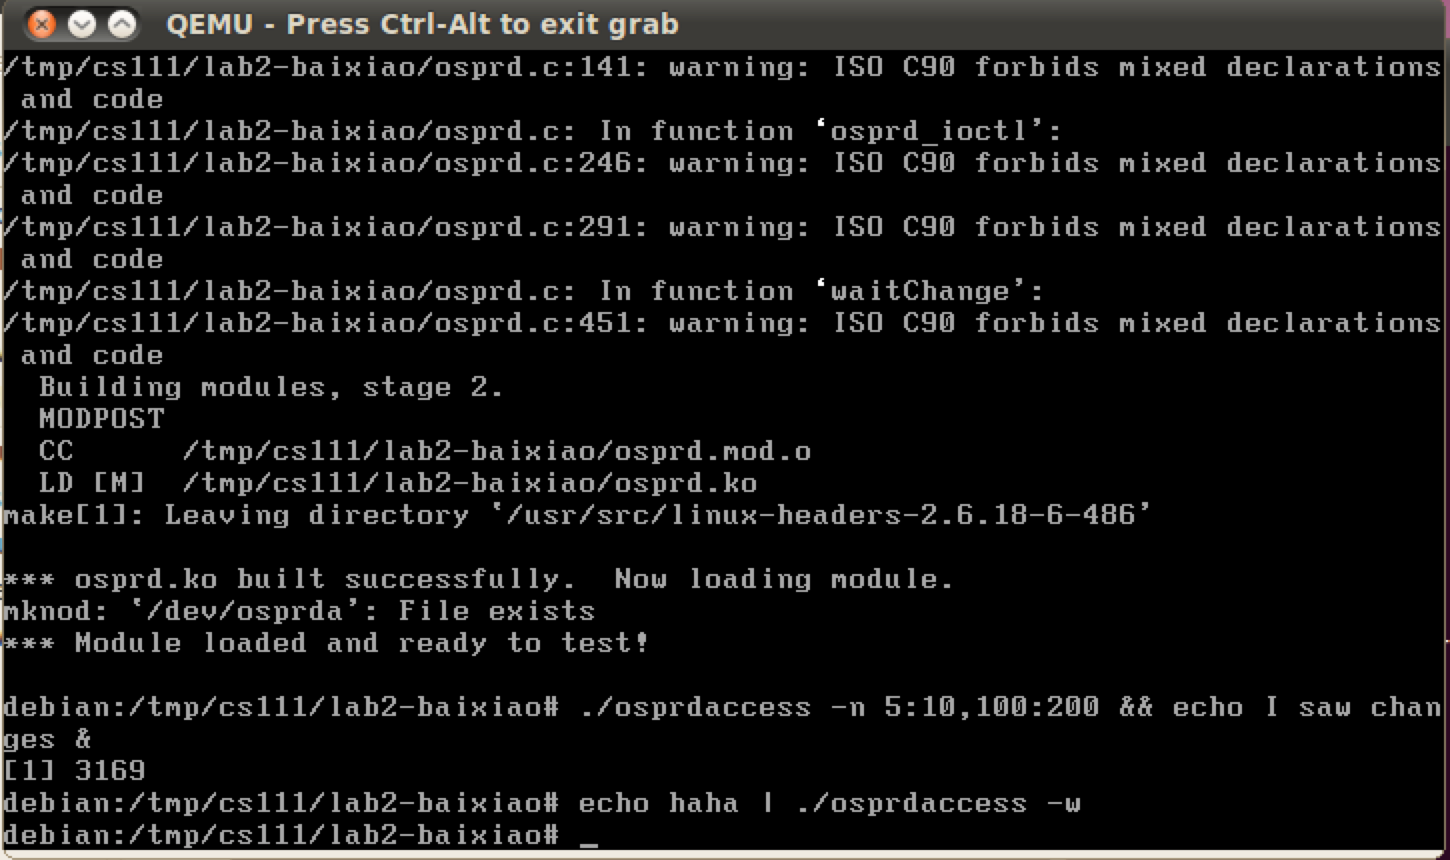 QEMU - Press Ctrl-Alt to exit grab
/tmp/cs111/lab2-baixiao/osprd.c:141: warning: ISO C90 forbids mixed declarations
 and code
/tmp/cs111/lab2-baixiao/osprd.c: In function ‘osprd_ioctl’:
/tmp/cs111/lab2-baixiao/osprd.c:246: warning: ISO C90 forbids mixed declarations
 and code
/tmp/cs111/lab2-baixiao/osprd.c:291: warning: ISO C90 forbids mixed declarations
 and code
/tmp/cs111/lab2-baixiao/osprd.c: In function ‘waitChange’:
/tmp/cs111/lab2-baixiao/osprd.c:451: warning: ISO C90 forbids mixed declarations
 and code
  Building modules, stage 2.
  MODPOST
  CC      /tmp/cs111/lab2-baixiao/osprd.mod.o
  LD [M]  /tmp/cs111/lab2-baixiao/osprd.ko
make[1]: Leaving directory `/usr/src/linux-headers-2.6.18-6-486'
*** osprd.ko built successfully.  Now loading module.
mknod: `/dev/osprda': File exists
*** Module loaded and ready to test!
debian:/tmp/cs111/lab2-baixiao# ./osprdaccess -n 5:10,100:200 && echo I saw chan
ges &
[1] 3169
debian:/tmp/cs111/lab2-baixiao# echo haha | ./osprdaccess -w
debian:/tmp/cs111/lab2-baixiao# _